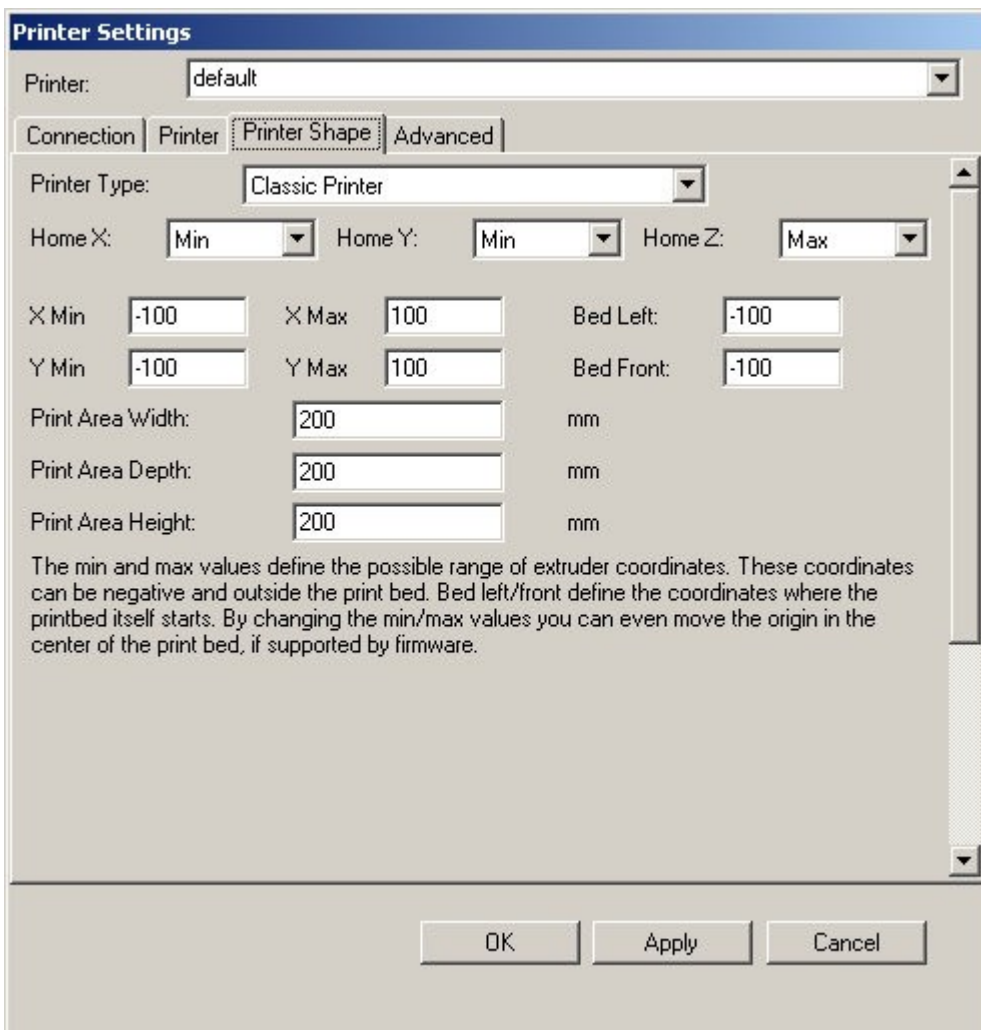 Printer Settings
Printer: default
Connection Printer Printer Shape Advanced
Printer Type: Classic Printer
Home X: Min Home Y: Min Home Z: Max
X Min -100 X Max 100 Bed Left: -100
Y Min -100 Y Max 100 Bed Front: -100
Print Area Width: 200 mm
Print Area Depth: 200 mm
Print Area Height: 200 mm
The min and max values define the possible range of extruder coordinates. These coordinates
can be negative and outside the print bed. Bed left/front define the coordinates where the
printbed itself starts. By changing the min/max values you can even move the origin in the
center of the print bed, if supported by firmware.
OK Apply Cancel